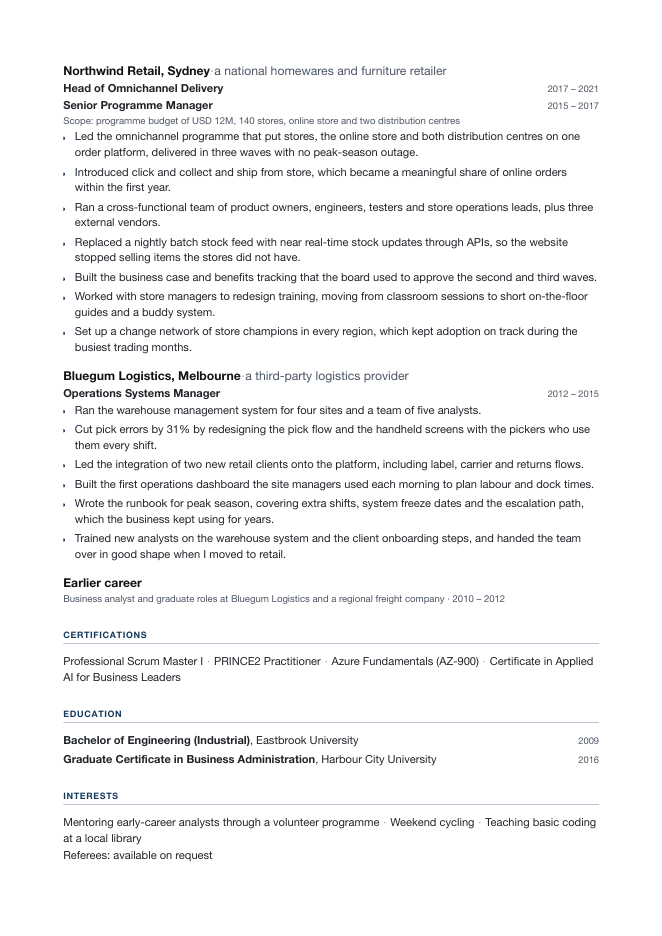 Northwind Retail, Sydney · a national homewares and furniture retailer
Head of Omnichannel Delivery 2017 – 2021
Senior Programme Manager 2015 – 2017
Scope: programme budget of USD 12M, 140 stores, online store and two distribution centres
Led the omnichannel programme that put stores, the online store and both distribution centres on one
order platform, delivered in three waves with no peak-season outage.
Introduced click and collect and ship from store, which became a meaningful share of online orders
within the first year.
Ran a cross-functional team of product owners, engineers, testers and store operations leads, plus three
external vendors.
Replaced a nightly batch stock feed with near real-time stock updates through APIs, so the website
stopped selling items the stores did not have.
Built the business case and benefits tracking that the board used to approve the second and third waves.
Worked with store managers to redesign training, moving from classroom sessions to short on-the-floor
guides and a buddy system.
Set up a change network of store champions in every region, which kept adoption on track during the
busiest trading months.
Bluegum Logistics, Melbourne · a third-party logistics provider
Operations Systems Manager 2012 – 2015
Ran the warehouse management system for four sites and a team of five analysts.
Cut pick errors by 31% by redesigning the pick flow and the handheld screens with the pickers who use
them every shift.
Led the integration of two new retail clients onto the platform, including label, carrier and returns flows.
Built the first operations dashboard the site managers used each morning to plan labour and dock times.
Wrote the runbook for peak season, covering extra shifts, system freeze dates and the escalation path,
which the business kept using for years.
Trained new analysts on the warehouse system and the client onboarding steps, and handed the team
over in good shape when I moved to retail.
Earlier career
Business analyst and graduate roles at Bluegum Logistics and a regional freight company · 2010 – 2012
CERTIFICATIONS
Professional Scrum Master I · PRINCE2 Practitioner · Azure Fundamentals (AZ-900) · Certificate in Applied
AI for Business Leaders
EDUCATION
Bachelor of Engineering (Industrial), Eastbrook University 2009
Graduate Certificate in Business Administration, Harbour City University 2016
INTERESTS
Mentoring early-career analysts through a volunteer programme · Weekend cycling · Teaching basic coding
at a local library
Referees: available on request